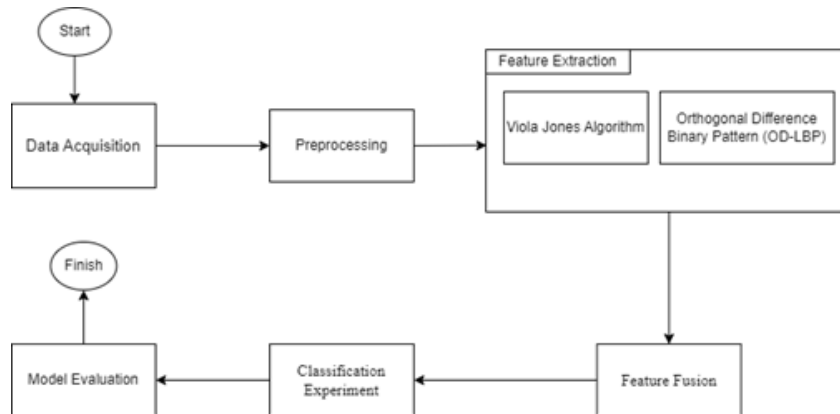 Start
Data Acquisition
Preprocessing
Feature Extraction
Viola Jones Algorithm
Orthogonal Difference
Binary Pattern (OD-LBP)
Feature Fusion
Classification
Experiment
Model Evaluation
Finish